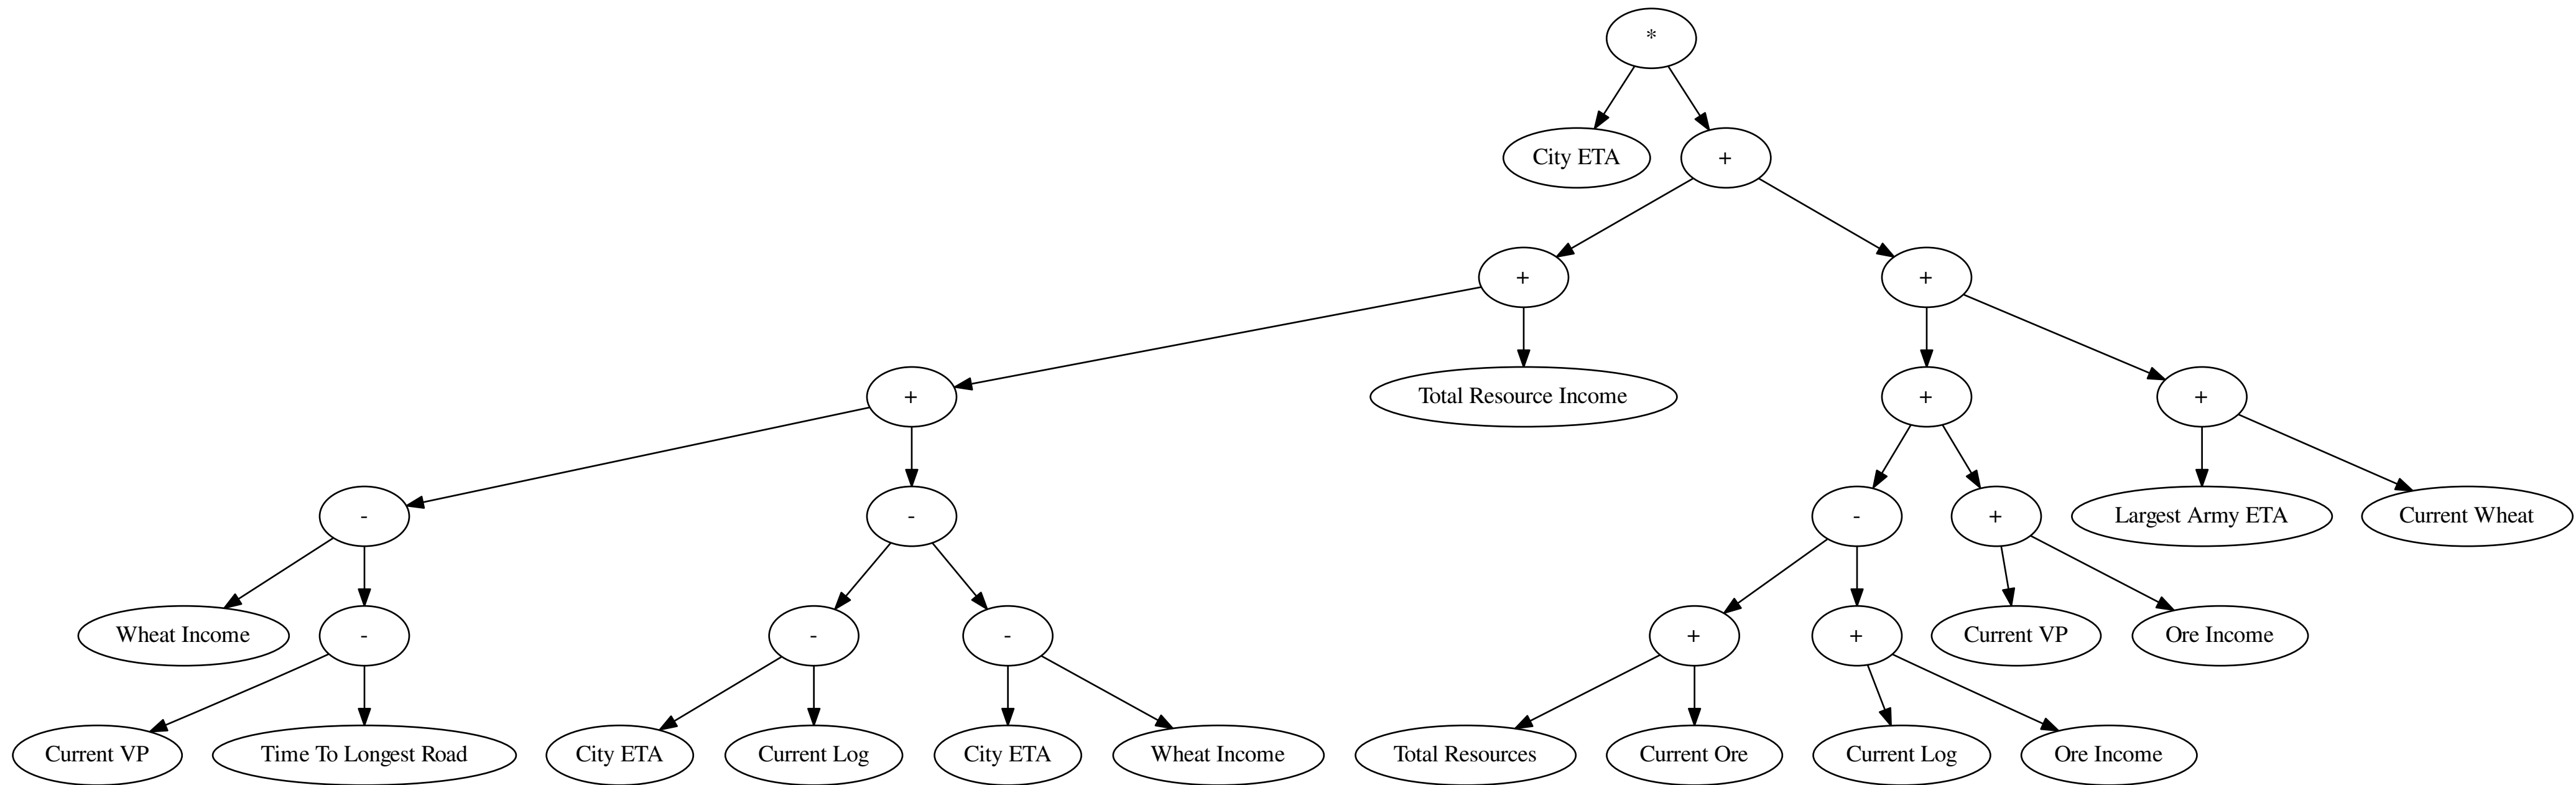 *
City ETA
+
+
+
+
Total Resource Income
+
+
-
-
-
+
Largest Army ETA
Current Wheat
Wheat Income
-
-
-
+
+
Current VP
Ore Income
Current VP
Time To Longest Road
City ETA
Current Log
City ETA
Wheat Income
Total Resources
Current Ore
Current Log
Ore Income